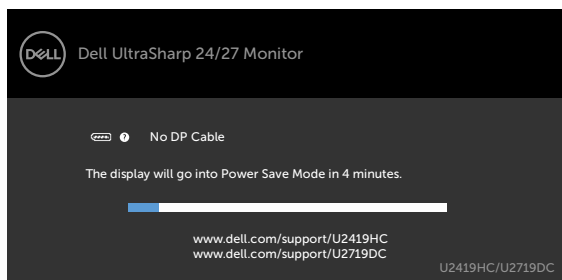 DELL
Dell UltraSharp 24/27 Monitor
? No DP Cable
The display will go into Power Save Mode in 4 minutes.
www.dell.com/support/U2419HC
www.dell.com/support/U2719DC
U2419HC/U2719DC